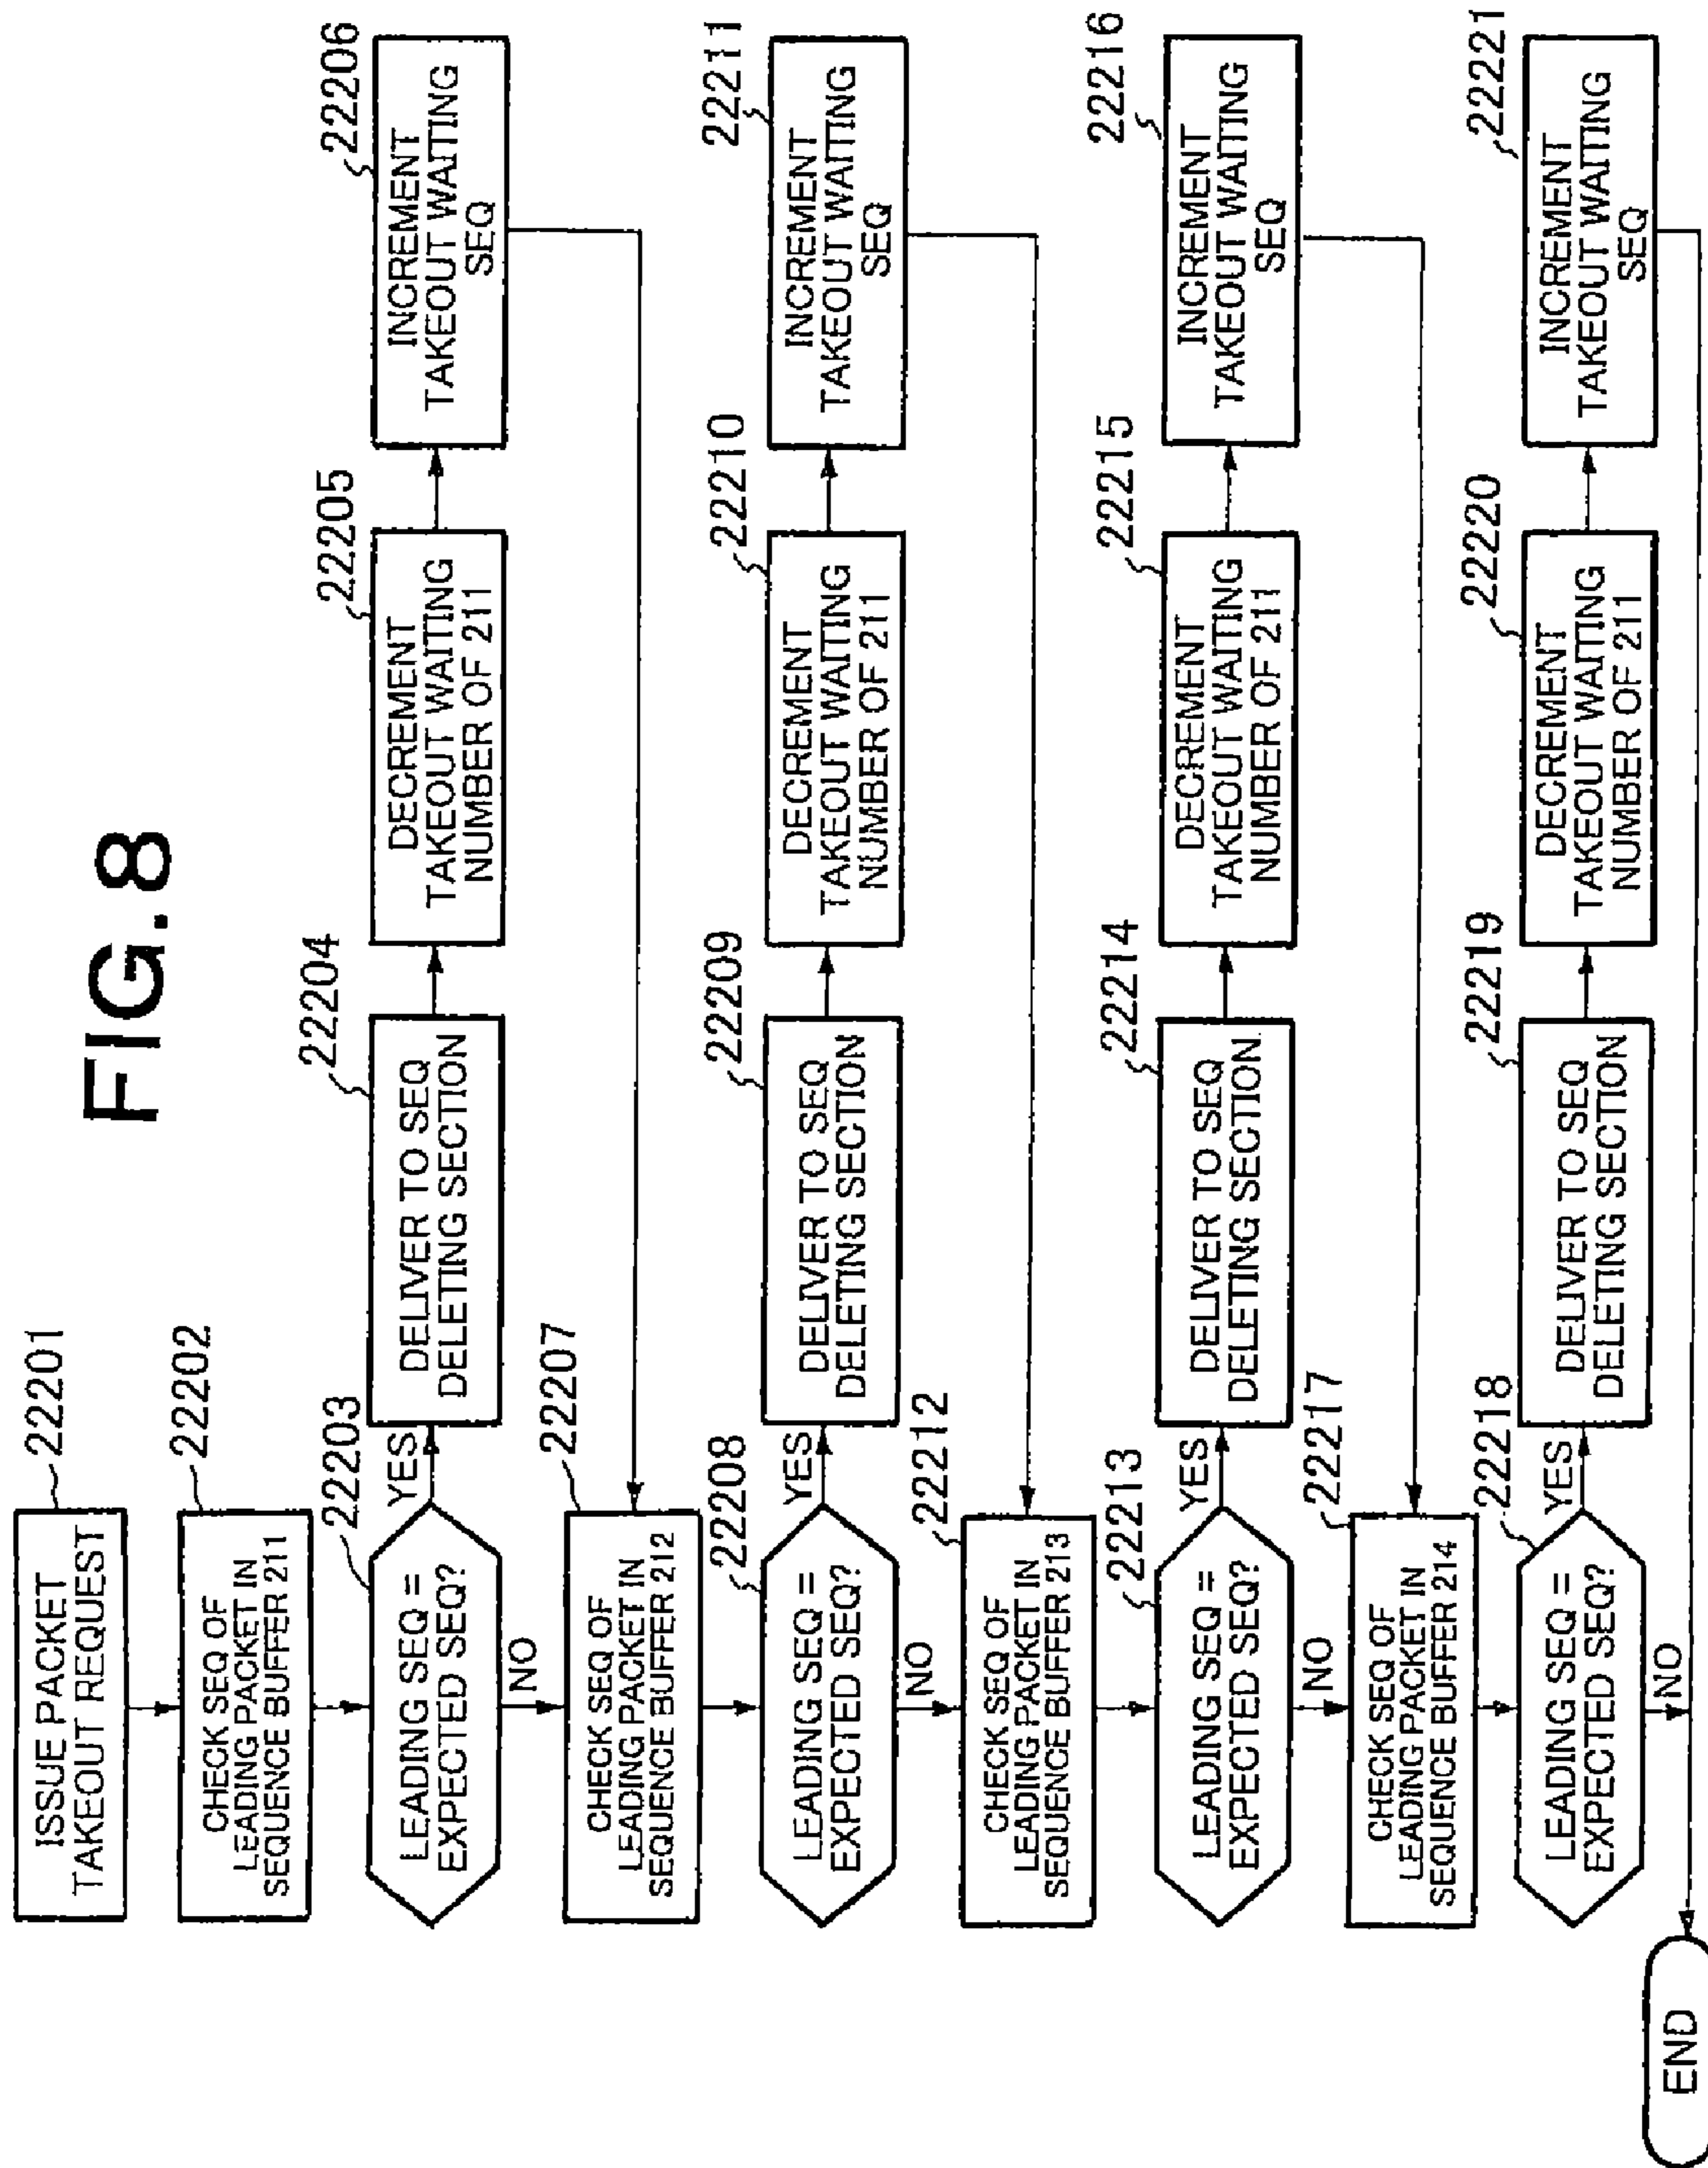 FIG.8
22201
ISSUE PACKET
TAKEOUT REQUEST
22202
CHECK SEQ OF
LEADING PACKET IN
SEQUENCE BUFFER 211
22203
LEADING SEQ =
EXPECTED SEQ?
YES
NO
22204
DELIVER TO SEQ
DELETING SECTION
22205
DECREMENT
TAKEOUT WAITING
NUMBER OF 211
22206
INCREMENT
TAKEOUT WAITING
SEQ
22207
CHECK SEQ OF
LEADING PACKET IN
SEQUENCE BUFFER 212
22208
LEADING SEQ =
EXPECTED SEQ?
YES
NO
22209
DELIVER TO SEQ
DELETING SECTION
22210
DECREMENT
TAKEOUT WAITING
NUMBER OF 211
22211
INCREMENT
TAKEOUT WAITING
SEQ
22212
CHECK SEQ OF
LEADING PACKET IN
SEQUENCE BUFFER 213
22213
LEADING SEQ =
EXPECTED SEQ?
YES
NO
22214
DELIVER TO SEQ
DELETING SECTION
22215
DECREMENT
TAKEOUT WAITING
NUMBER OF 211
22216
INCREMENT
TAKEOUT WAITING
SEQ
22217
CHECK SEQ OF
LEADING PACKET IN
SEQUENCE BUFFER 214
22218
LEADING SEQ =
EXPECTED SEQ?
YES
NO
22219
DELIVER TO SEQ
DELETING SECTION
22220
DECREMENT
TAKEOUT WAITING
NUMBER OF 211
22221
INCREMENT
TAKEOUT WAITING
SEQ
END